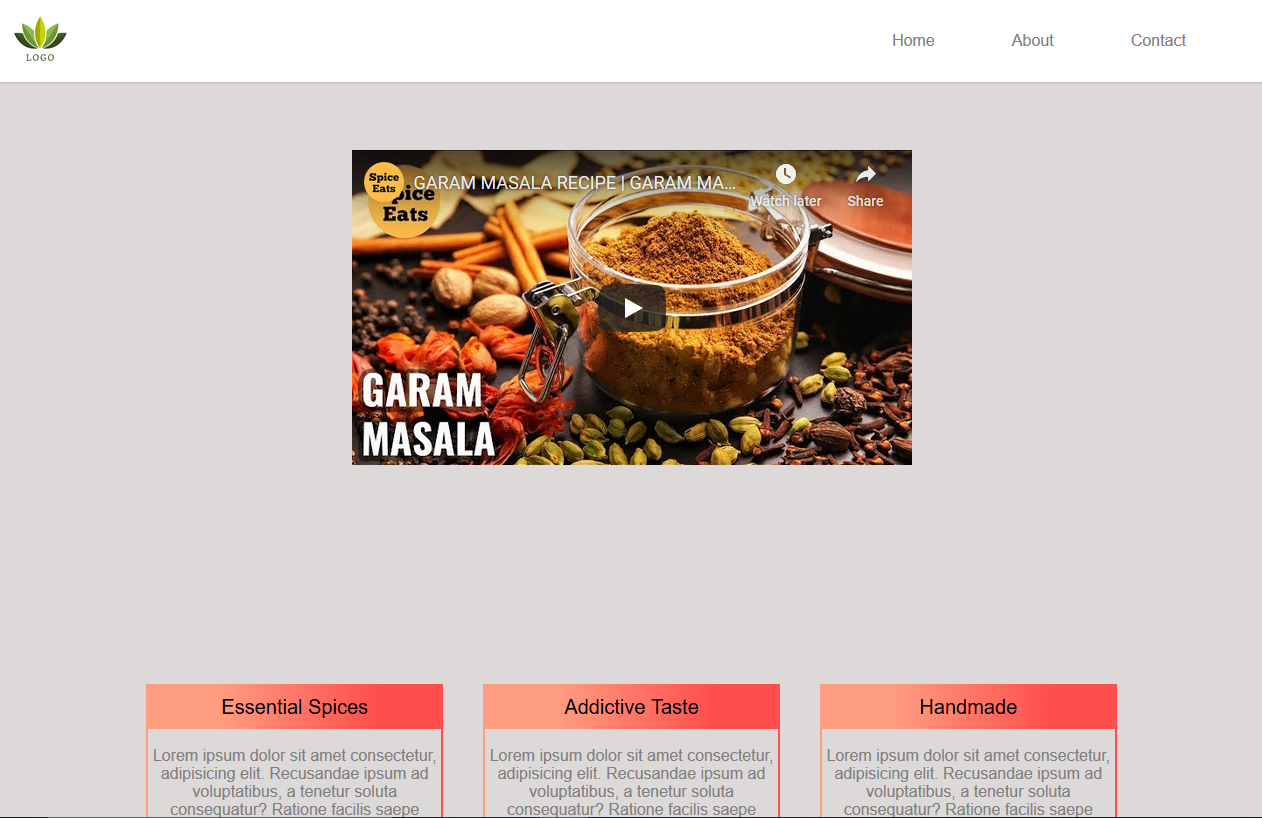 LOGO
Home
About
Contact
Spice
Eats
Spice
Eats
GARAM MASALA RECIPE | GARAM MA...
Watch later
Share
GARAM
MASALA
Essential Spices
Lorem ipsum dolor sit amet consectetur,
adipisicing elit. Recusandae ipsum ad
voluptatibus, a tenetur soluta
consequatur? Ratione facilis saepe
Addictive Taste
Lorem ipsum dolor sit amet consectetur,
adipisicing elit. Recusandae ipsum ad
voluptatibus, a tenetur soluta
consequatur? Ratione facilis saepe
Handmade
Lorem ipsum dolor sit amet consectetur,
adipisicing elit. Recusandae ipsum ad
voluptatibus, a tenetur soluta
consequatur? Ratione facilis saepe